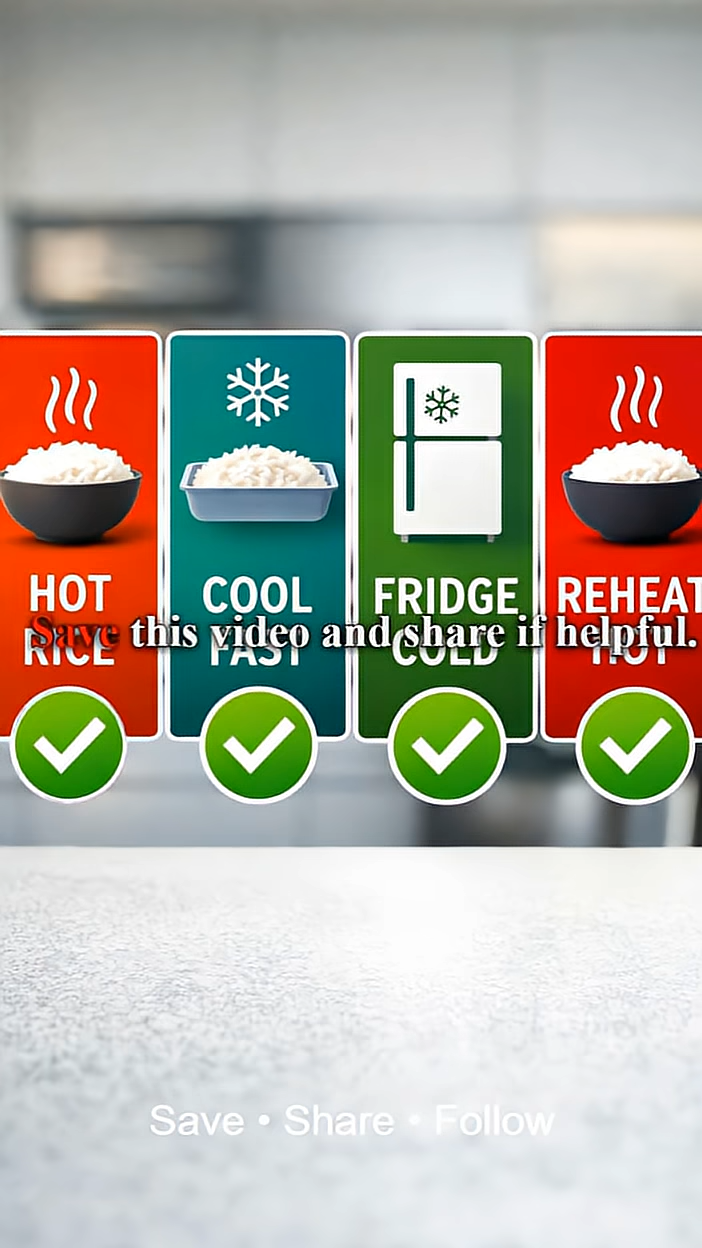 HOT
RICE
COOL
FAST
FRIDGE
COLD
REHEAT
HOT
Save this video and share if helpful.
Save • Share • Follow